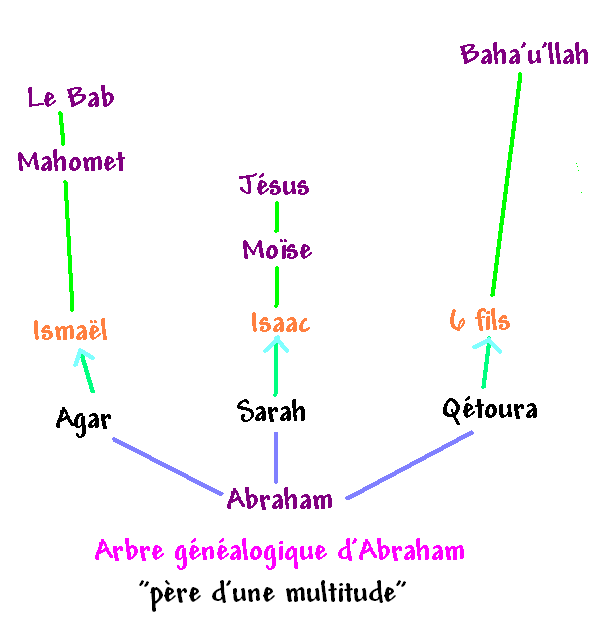 Baha'u'llah
Le Bab
Mahomet
Jésus
Moïse
Ismaël
Isaac
6 fils
Agar
Sarah
Qétoura
Abraham
Arbre généalogique d'Abraham
"père d'une multitude"